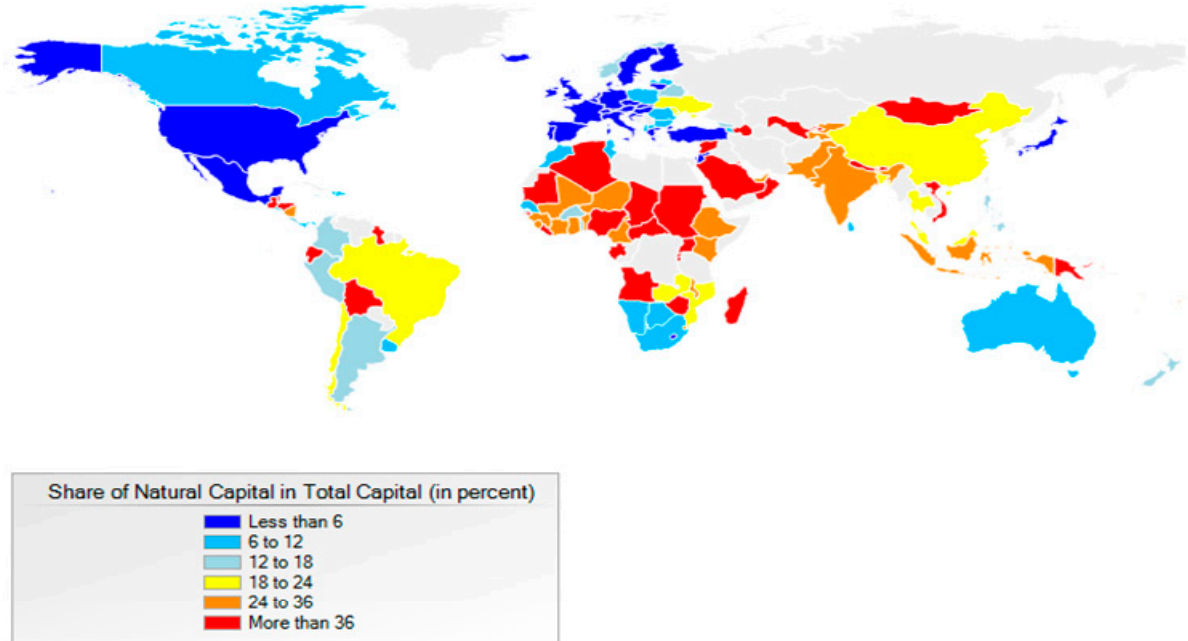 Share of Natural Capital in Total Capital (in percent)
Less than 6
6 to 12
12 to 18
18 to 24
24 to 36
More than 36